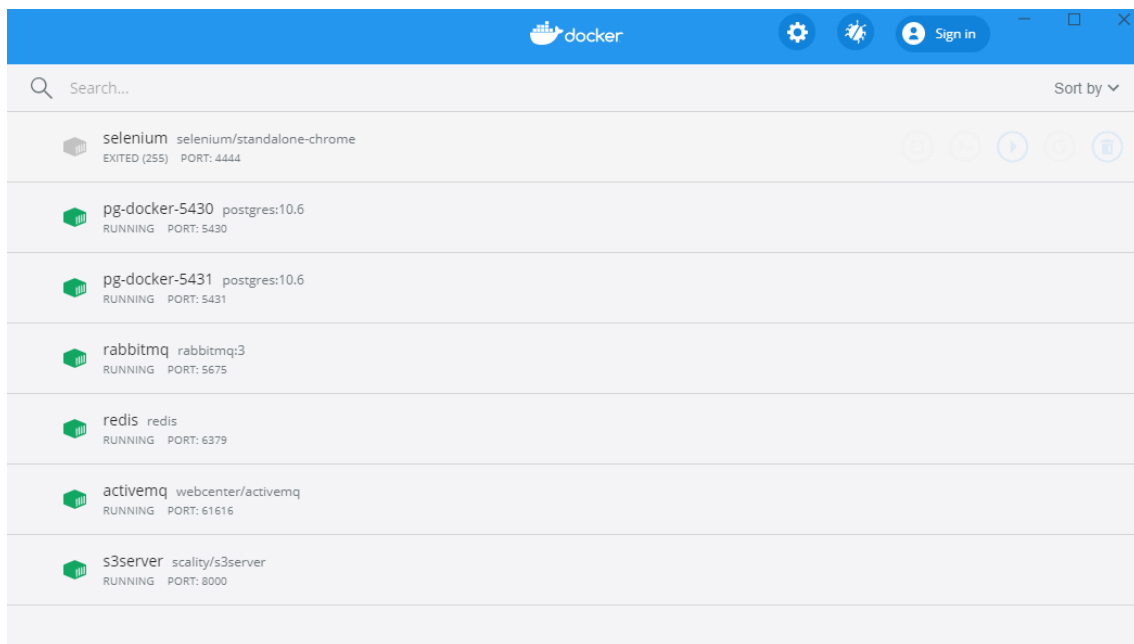 docker
Sign in
Search...
Sort by
selenium selenium/standalone-chrome
EXITED (255) PORT: 4444
pg-docker-5430 postgres:10.6
RUNNING PORT: 5430
pg-docker-5431 postgres:10.6
RUNNING PORT: 5431
rabbitmq rabbitmq:3
RUNNING PORT: 5675
redis redis
RUNNING PORT: 6379
activemq webcenter/activemq
RUNNING PORT: 61616
s3server scality/s3server
RUNNING PORT: 8000